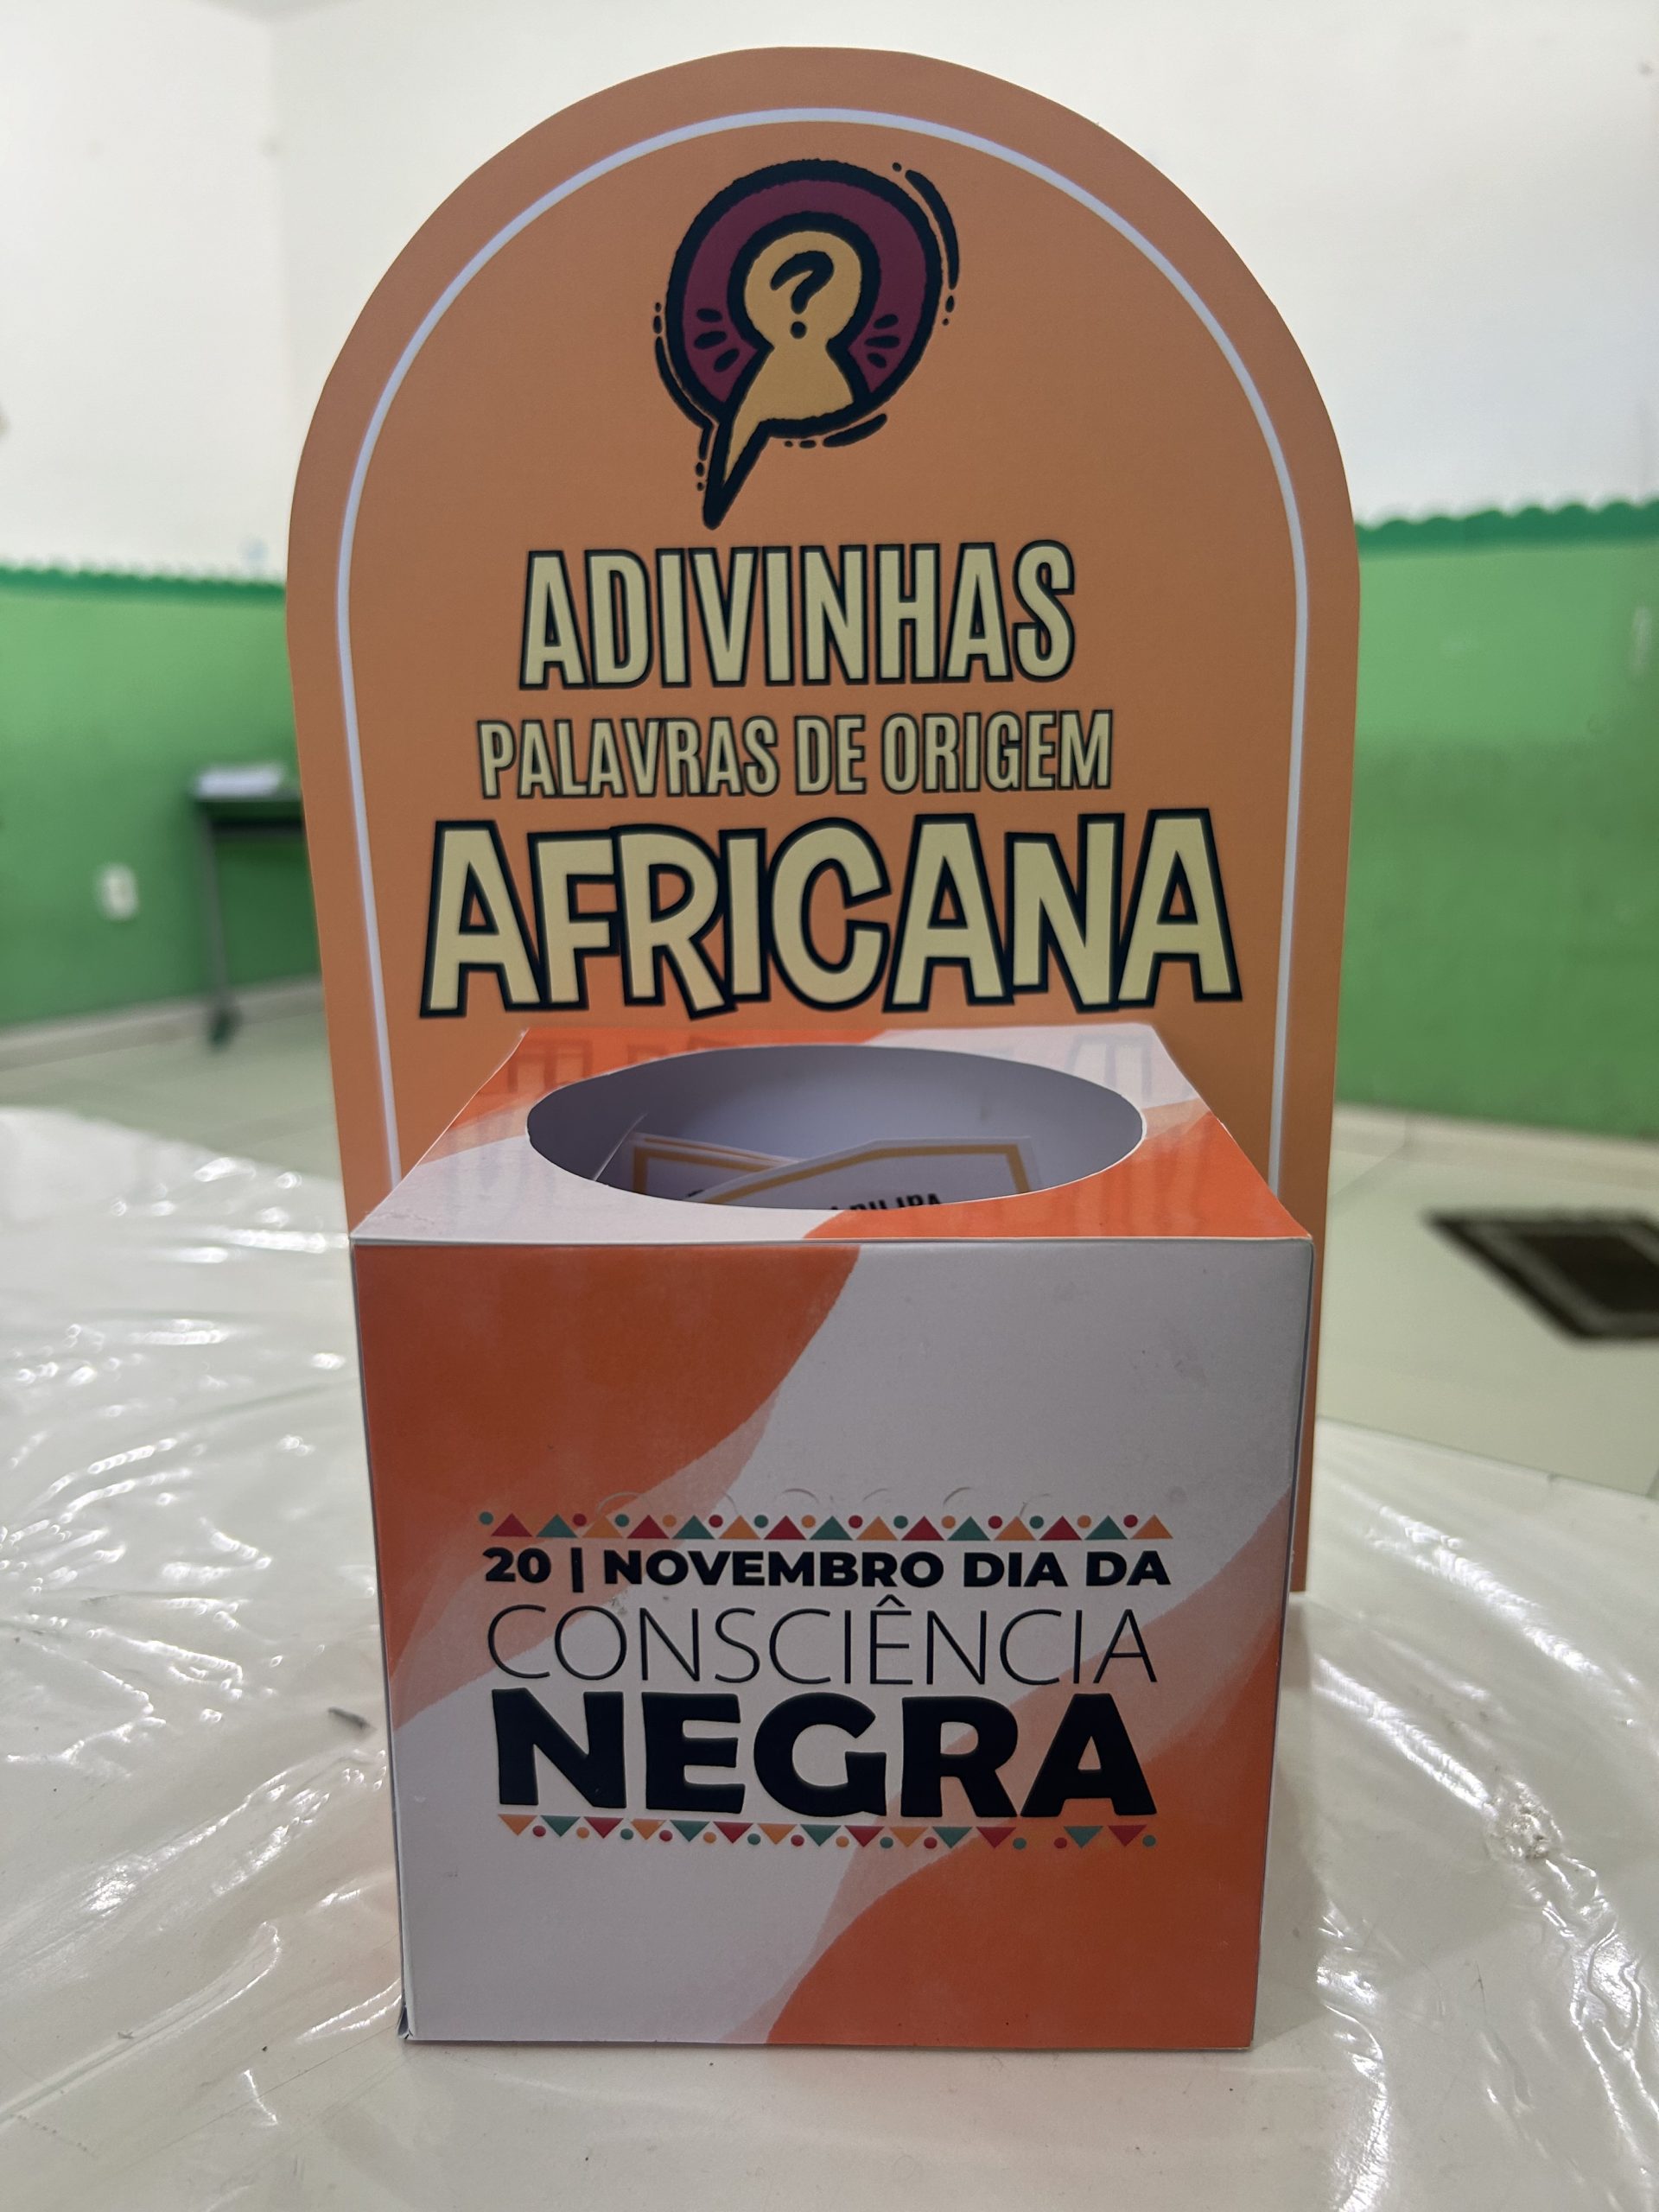 ?
ADIVINHAS
PALAVRAS DE ORIGEM
AFRICANA
20 | NOVEMBRO DIA DA
CONSCIÊNCIA
NEGRA